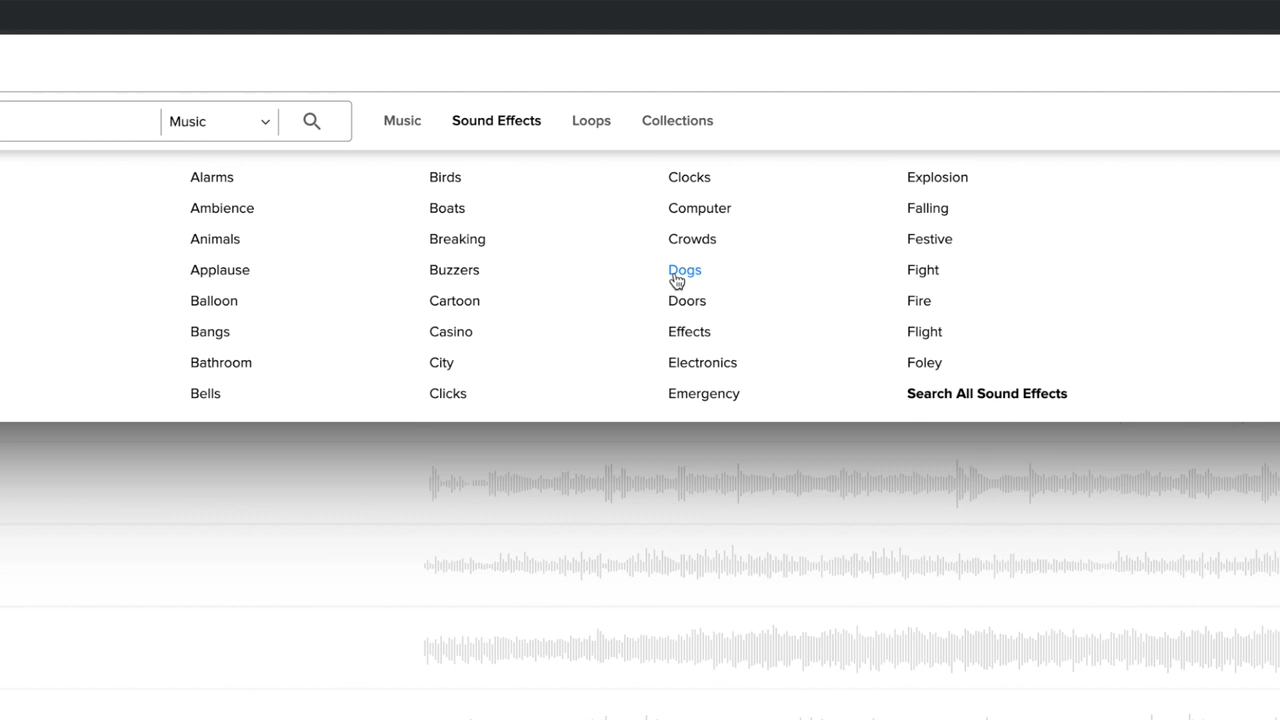 Music Music Sound Effects Loops Collections
Alarms Birds Clocks Explosion
Ambience Boats Computer Falling
Animals Breaking Crowds Festive
Applause Buzzers Dogs Fight
Balloon Cartoon Doors Fire
Bangs Casino Effects Flight
Bathroom City Electronics Foley
Bells Clicks Emergency Search All Sound Effects